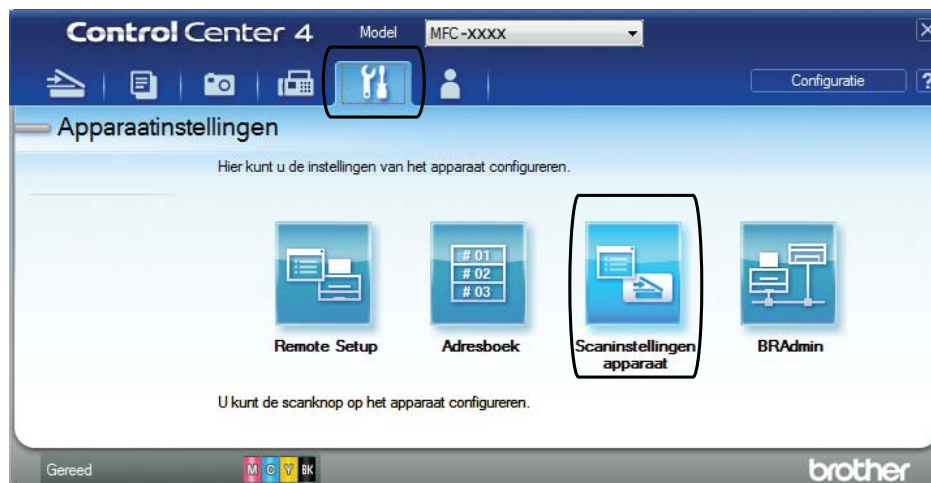 Control Center 4
Model
MFC-XXXX
Configuratie
?
Apparaatinstellingen
Hier kunt u de instellingen van het apparaat configureren.
# 01
# 02
# 03
Remote Setup
Adresboek
Scaninstellingen
apparaat
BRAdmin
U kunt de scanknop op het apparaat configureren.
Gereed
M C Y BK
brother